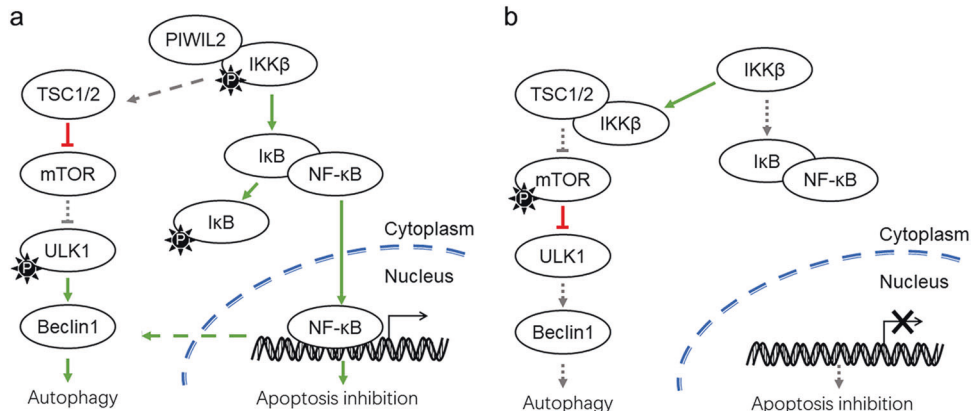 a
PIWIL2
IKKβ
P
TSC1/2
mTOR
IκB
NF-κB
IκB
P
ULK1
P
Cytoplasm
Nucleus
Beclin1
NF-κB
Autophagy
Apoptosis inhibition
b
IKKβ
TSC1/2
IKKβ
IκB
NF-κB
mTOR
P
ULK1
Cytoplasm
Nucleus
Beclin1
Autophagy
Apoptosis inhibition